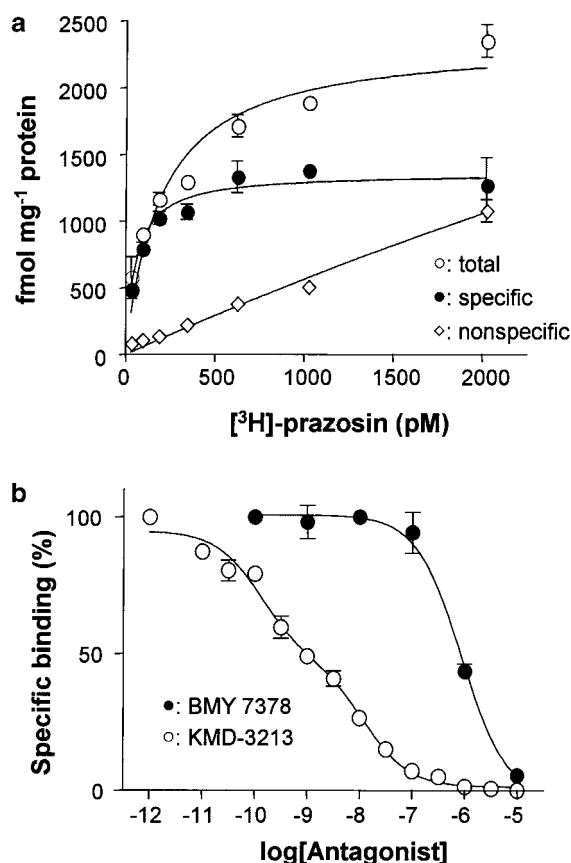 a
fmol mg⁻¹ protein
2500
2000
1500
1000
500
0
○: total
●: specific
◇: nonspecific
0 500 1000 1500 2000
[³H]-prazosin (pM)
b
Specific binding (%)
100
50
0
●: BMY 7378
○: KMD-3213
-12 -11 -10 -9 -8 -7 -6 -5
log[Antagonist]